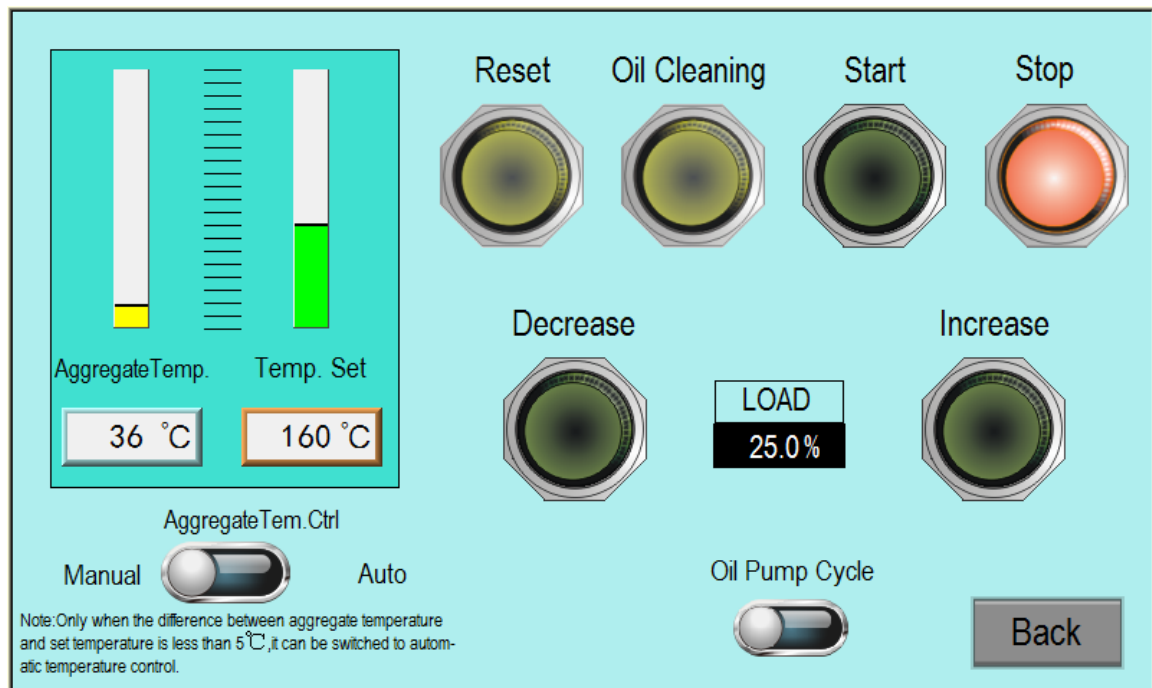 Reset
Oil Cleaning
Start
Stop
AggregateTemp.
Temp. Set
36 °C
160 °C
Decrease
Increase
LOAD
25.0%
AggregateTem.Ctrl
Manual
Auto
Note:Only when the difference between aggregate temperature
and set temperature is less than 5℃,it can be switched to autom-
atic temperature control.
Oil Pump Cycle
Back